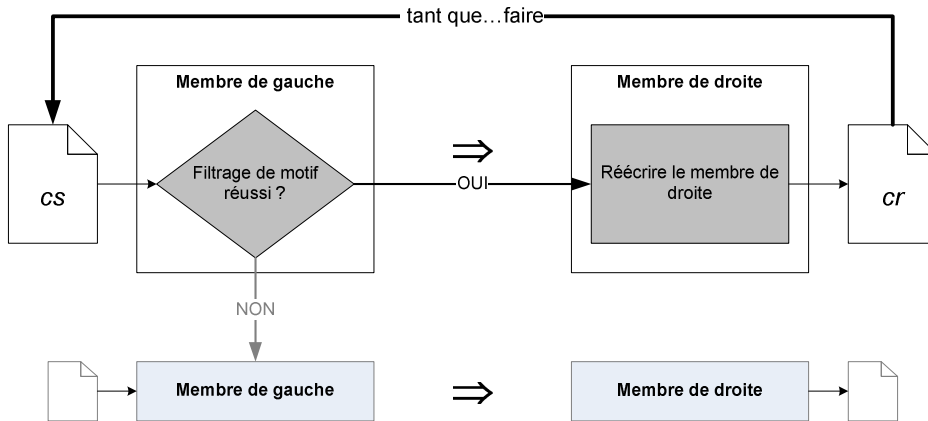 tant que…faire
Membre de gauche
Membre de droite
Filtrage de motif
réussi ?
⇒
OUI
Réécrire le membre de
droite
cs
cr
NON
Membre de gauche
⇒
Membre de droite